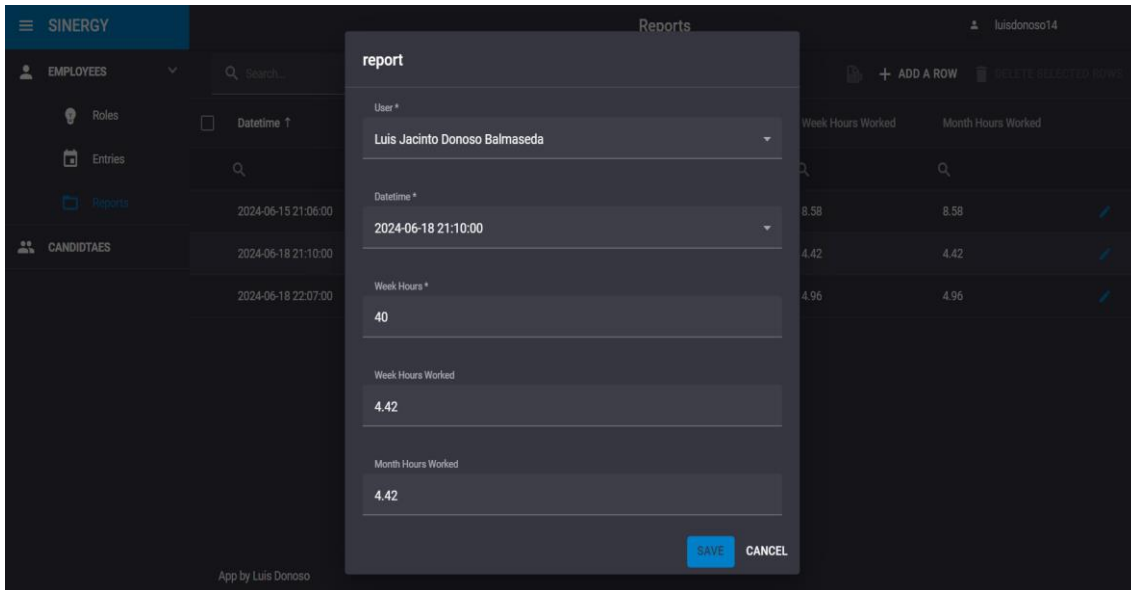 SINERGY
Reports
luisdonoso14
EMPLOYEES
Roles
Entries
Reports
CANDIDTAES
Search...
ADD A ROW
DELETE SELECTED ROWS
Datetime ↑
Week Hours Worked
Month Hours Worked
2024-06-15 21:06:00
8.58
8.58
2024-06-18 21:10:00
4.42
4.42
2024-06-18 22:07:00
4.96
4.96
report
User *
Luis Jacinto Donoso Balmaseda
Datetime *
2024-06-18 21:10:00
Week Hours *
40
Week Hours Worked
4.42
Month Hours Worked
4.42
SAVE
CANCEL
App by Luis Donoso